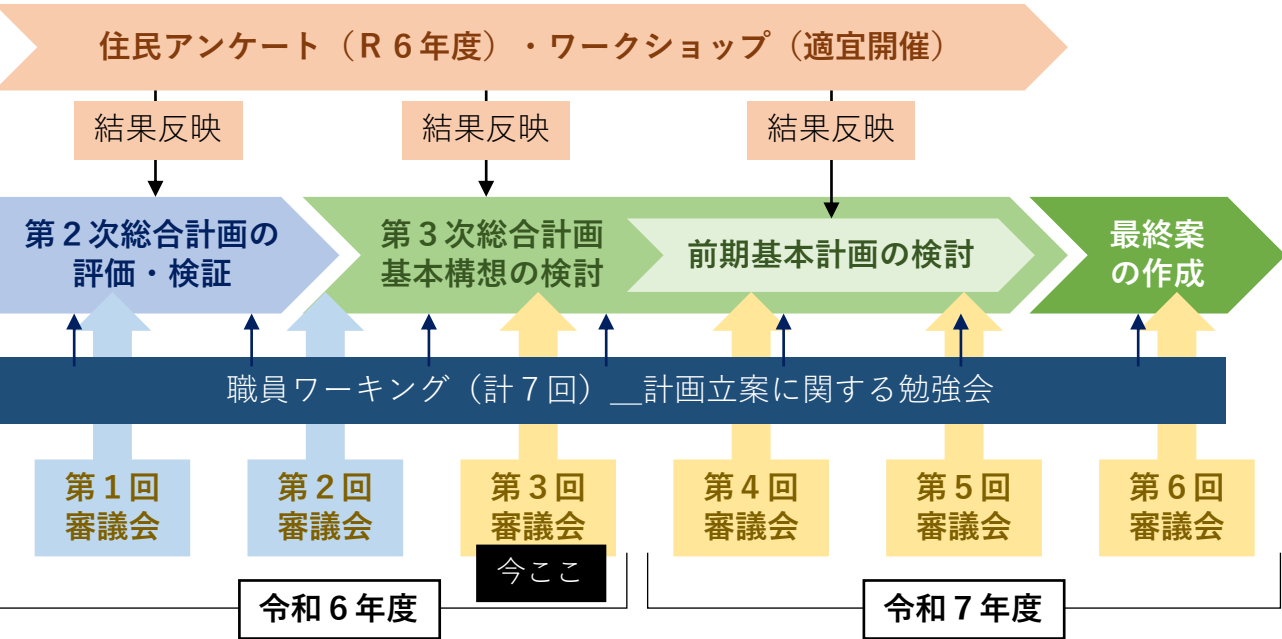 住民アンケート（Ｒ６年度）・ワークショップ（適宜開催）
結果反映
結果反映
結果反映
第２次総合計画の
評価・検証
第３次総合計画
基本構想の検討
前期基本計画の検討
最終案
の作成
職員ワーキング（計７回）__計画立案に関する勉強会
第１回
審議会
第２回
審議会
第３回
審議会
第４回
審議会
第５回
審議会
第６回
審議会
今ここ
令和６年度
令和７年度